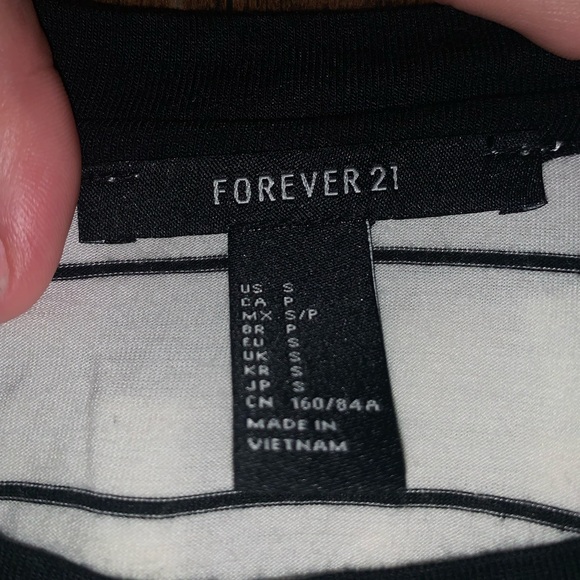 FOREVER 21
US S
CA P
MX S/P
BR P
EU S
UK S
KR S
JP S
CN 160/84A
MADE IN
VIETNAM